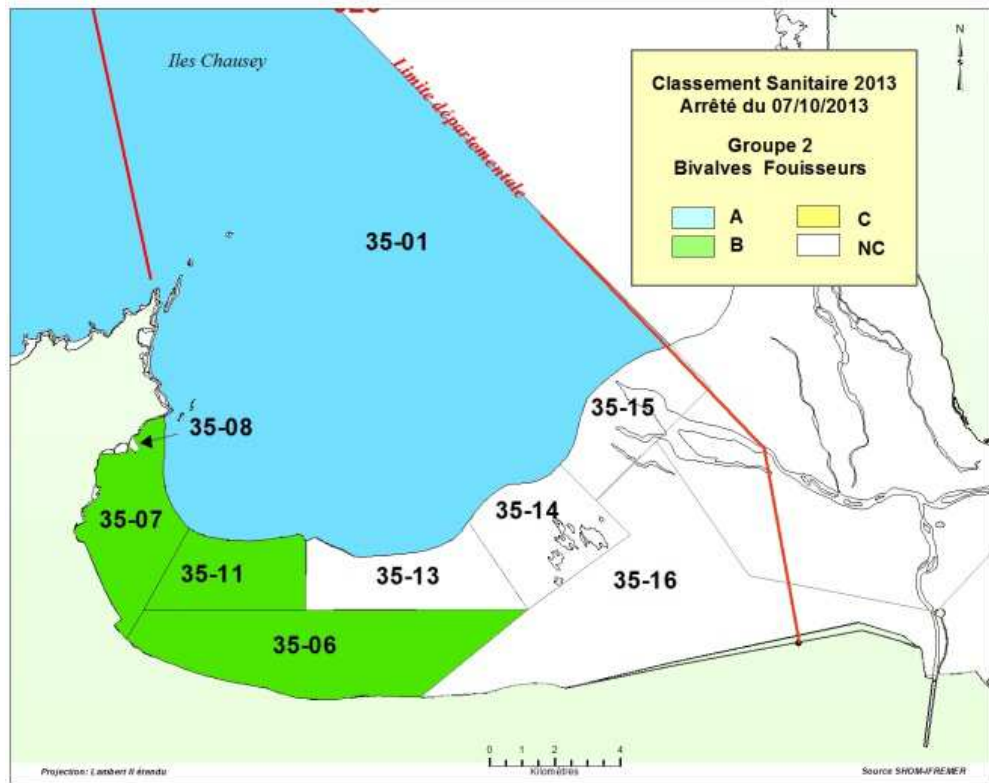 Iles Chausey
N
Limite départementale
Classement Sanitaire 2013
Arrêté du 07/10/2013
Groupe 2
Bivalves Fouisseurs
A
C
B
NC
35-01
35-15
35-08
35-07
35-14
35-11
35-13
35-16
35-06
0 1 2 4
Kilomètres
Projection: Lambert II étendu
Source SHOM-IFREMER